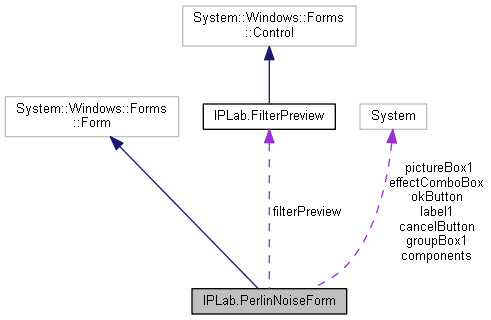 System::Windows::Forms
::Control
System::Windows::Forms
::Form
IPLab.FilterPreview
System
pictureBox1
effectComboBox
okButton
label1
cancelButton
groupBox1
components
filterPreview
IPLab.PerlinNoiseForm